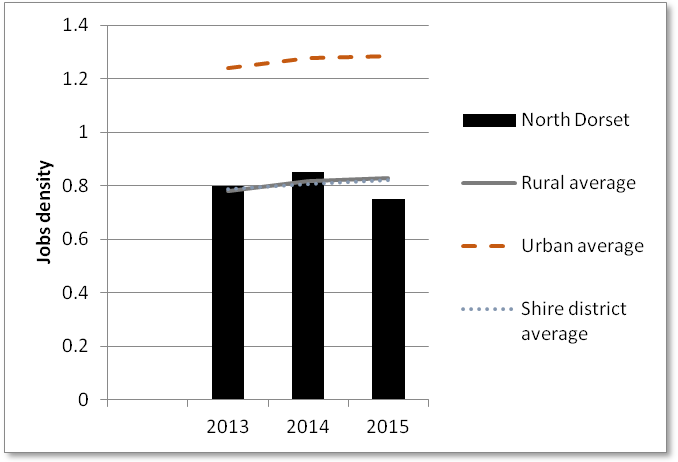 1.4
1.2
1
0.8
0.6
0.4
0.2
0
Jobs density
2013 2014 2015
North Dorset
Rural average
Urban average
Shire district
average